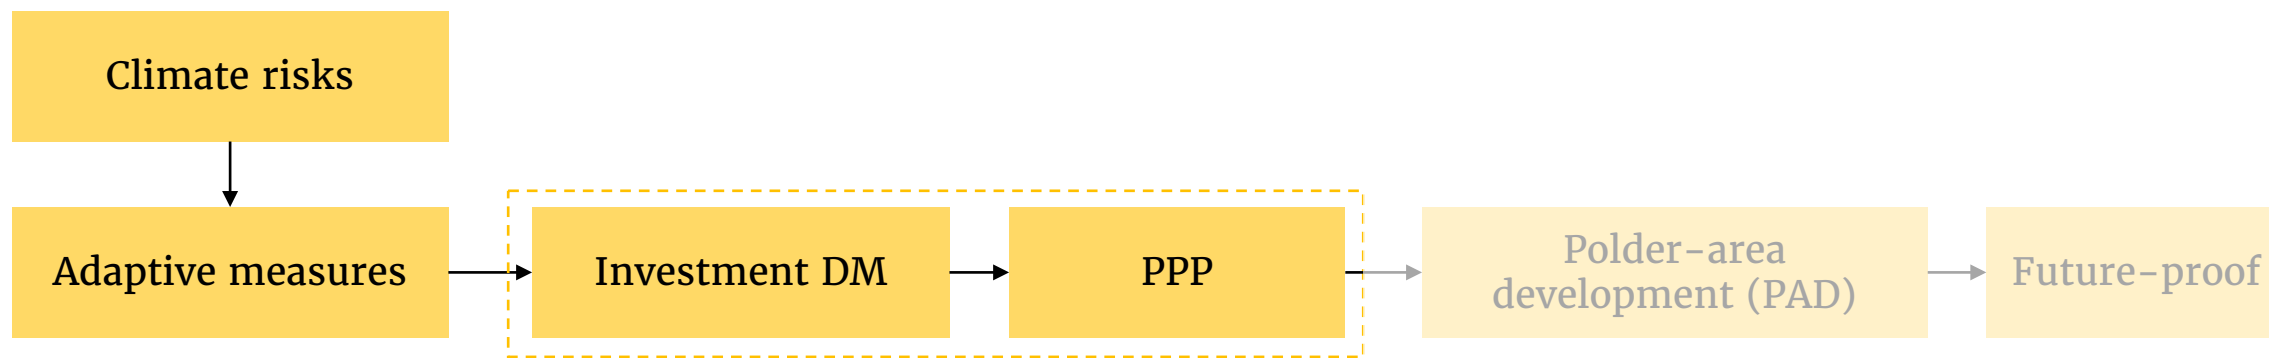 Climate risks
Adaptive measures
Investment DM
PPP
Polder-area
development (PAD)
Future-proof